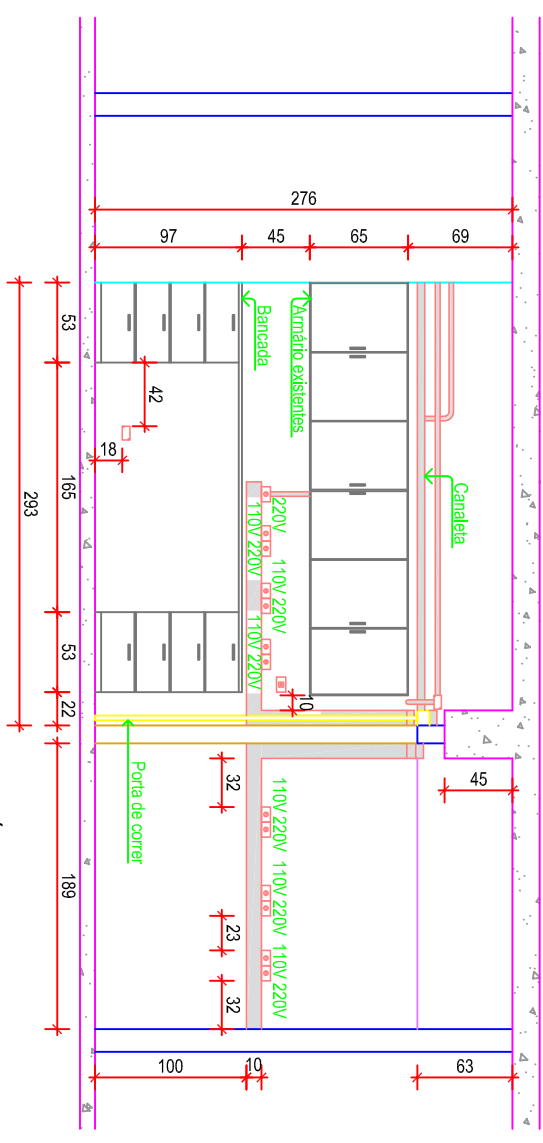 276
97
45
65
69
53
165
53
22
293
189
42
18
Bancada
Armário existentes
Canaleta
220V
110V 220V
110V 220V
110V 220V
10
45
Porta de correr
32
110V 220V
110V 220V
110V 220V
23
32
100
10
63